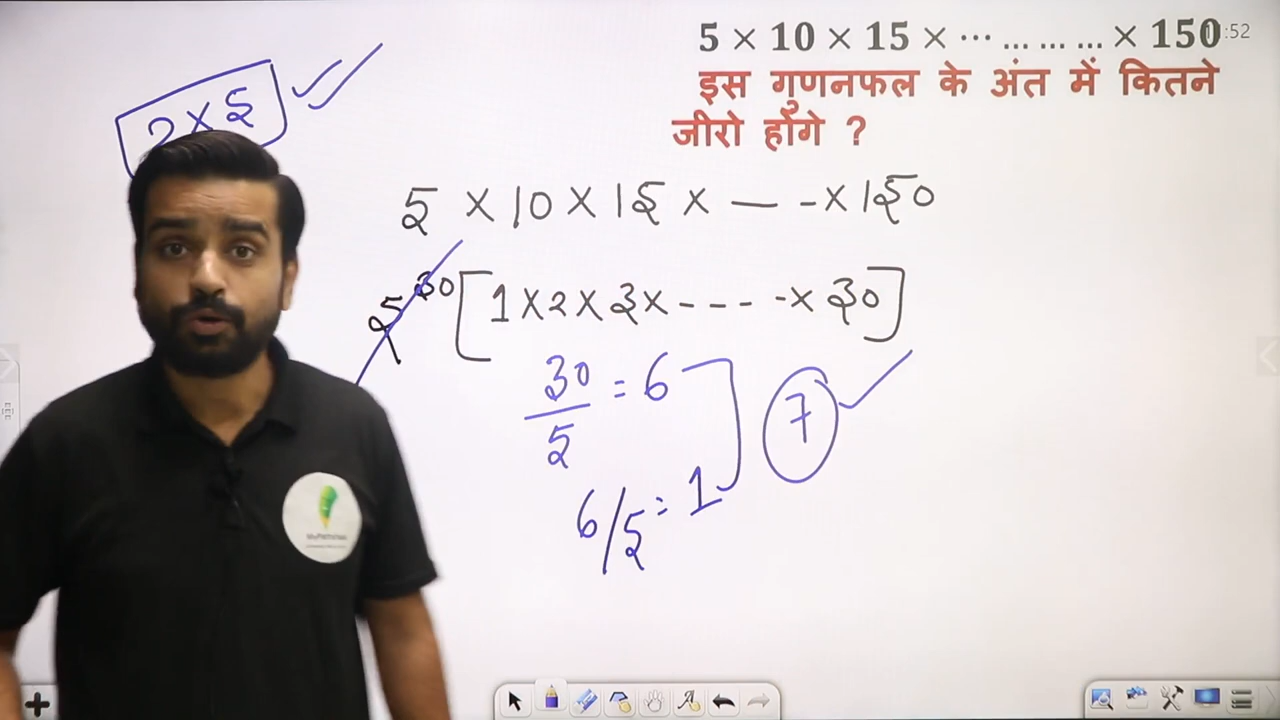 5 × 10 × 15 × ⋯ ... ... ... × 150
:52
इस गुणनफल के अंत में कितने
जीरो होंगे ?
2 × 5
5 × 10 × 15 × — - × 150
5^30 [1 × 2 × 3 × - - - - - × 30]
30/5 = 6
7
6/5 = 1